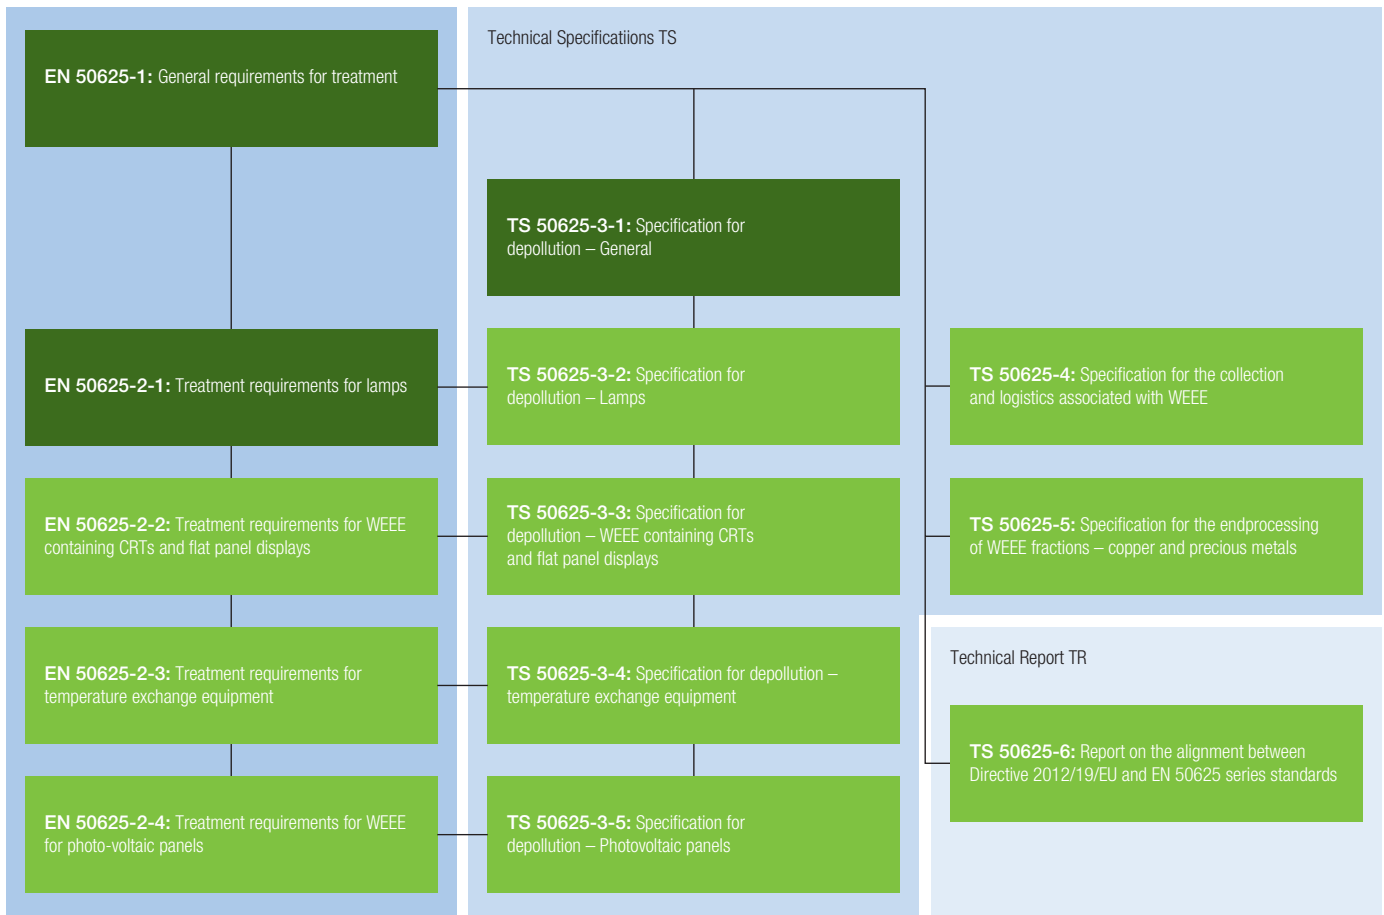 EN 50625-1: General requirements for treatment
EN 50625-2-1: Treatment requirements for lamps
EN 50625-2-2: Treatment requirements for WEEE
containing CRTs and flat panel displays
EN 50625-2-3: Treatment requirements for
temperature exchange equipment
EN 50625-2-4: Treatment requirements for WEEE
for photo-voltaic panels
Technical Specificatiions TS
TS 50625-3-1: Specification for
depollution – General
TS 50625-3-2: Specification for
depollution – Lamps
TS 50625-3-3: Specification for
depollution – WEEE containing CRTs
and flat panel displays
TS 50625-3-4: Specification for depollution –
temperature exchange equipment
TS 50625-3-5: Specification for
depollution – Photovoltaic panels
TS 50625-4: Specification for the collection
and logistics associated with WEEE
TS 50625-5: Specification for the endprocessing
of WEEE fractions – copper and precious metals
Technical Report TR
TS 50625-6: Report on the alignment between
Directive 2012/19/EU and EN 50625 series standards